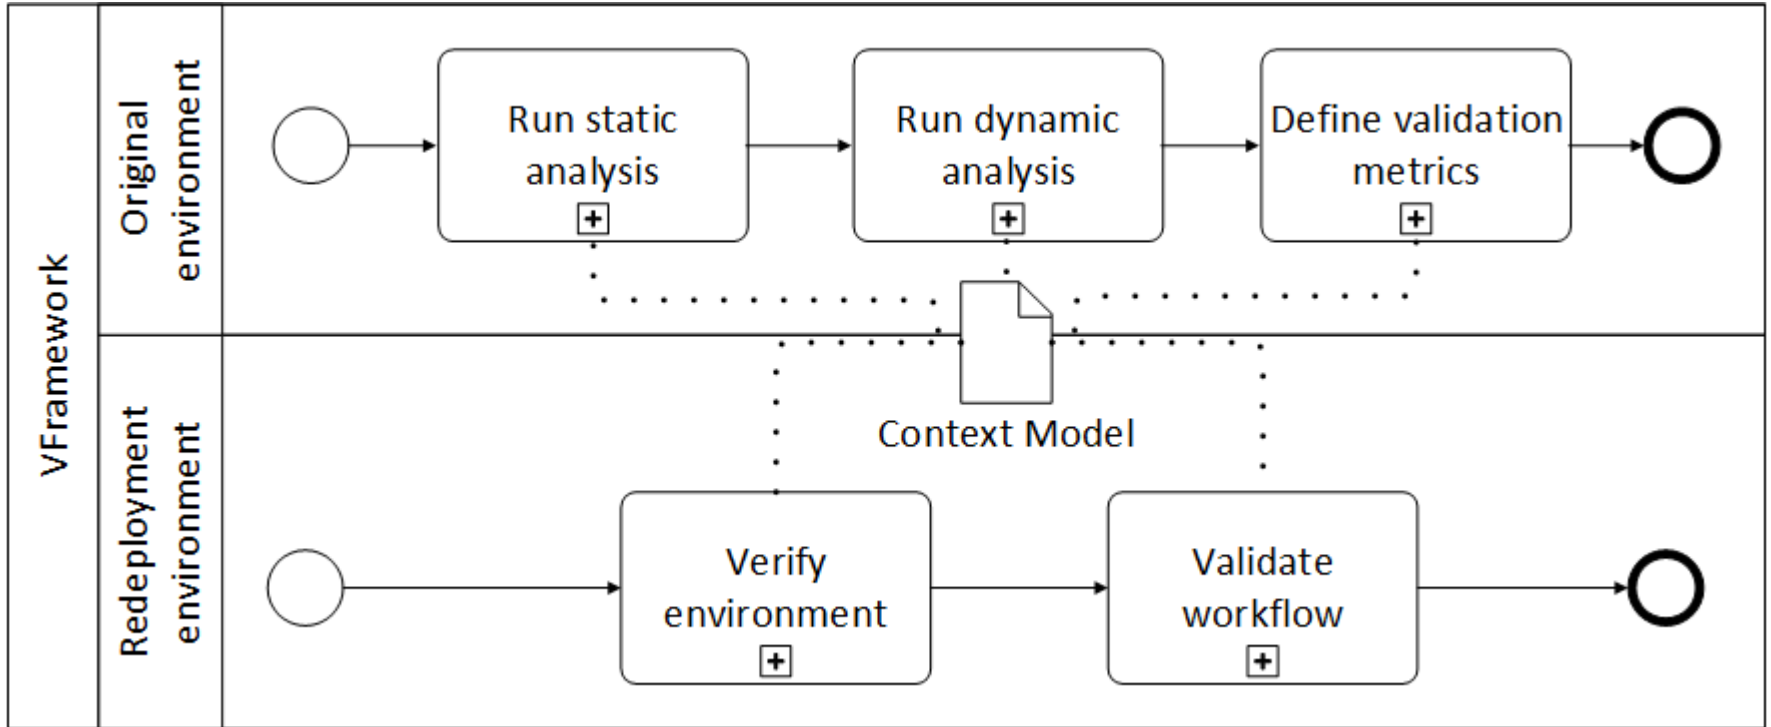 VFramework
Original
environment
Run static
analysis
Run dynamic
analysis
Define validation
metrics
Context Model
Redeployment
environment
Verify
environment
Validate
workflow